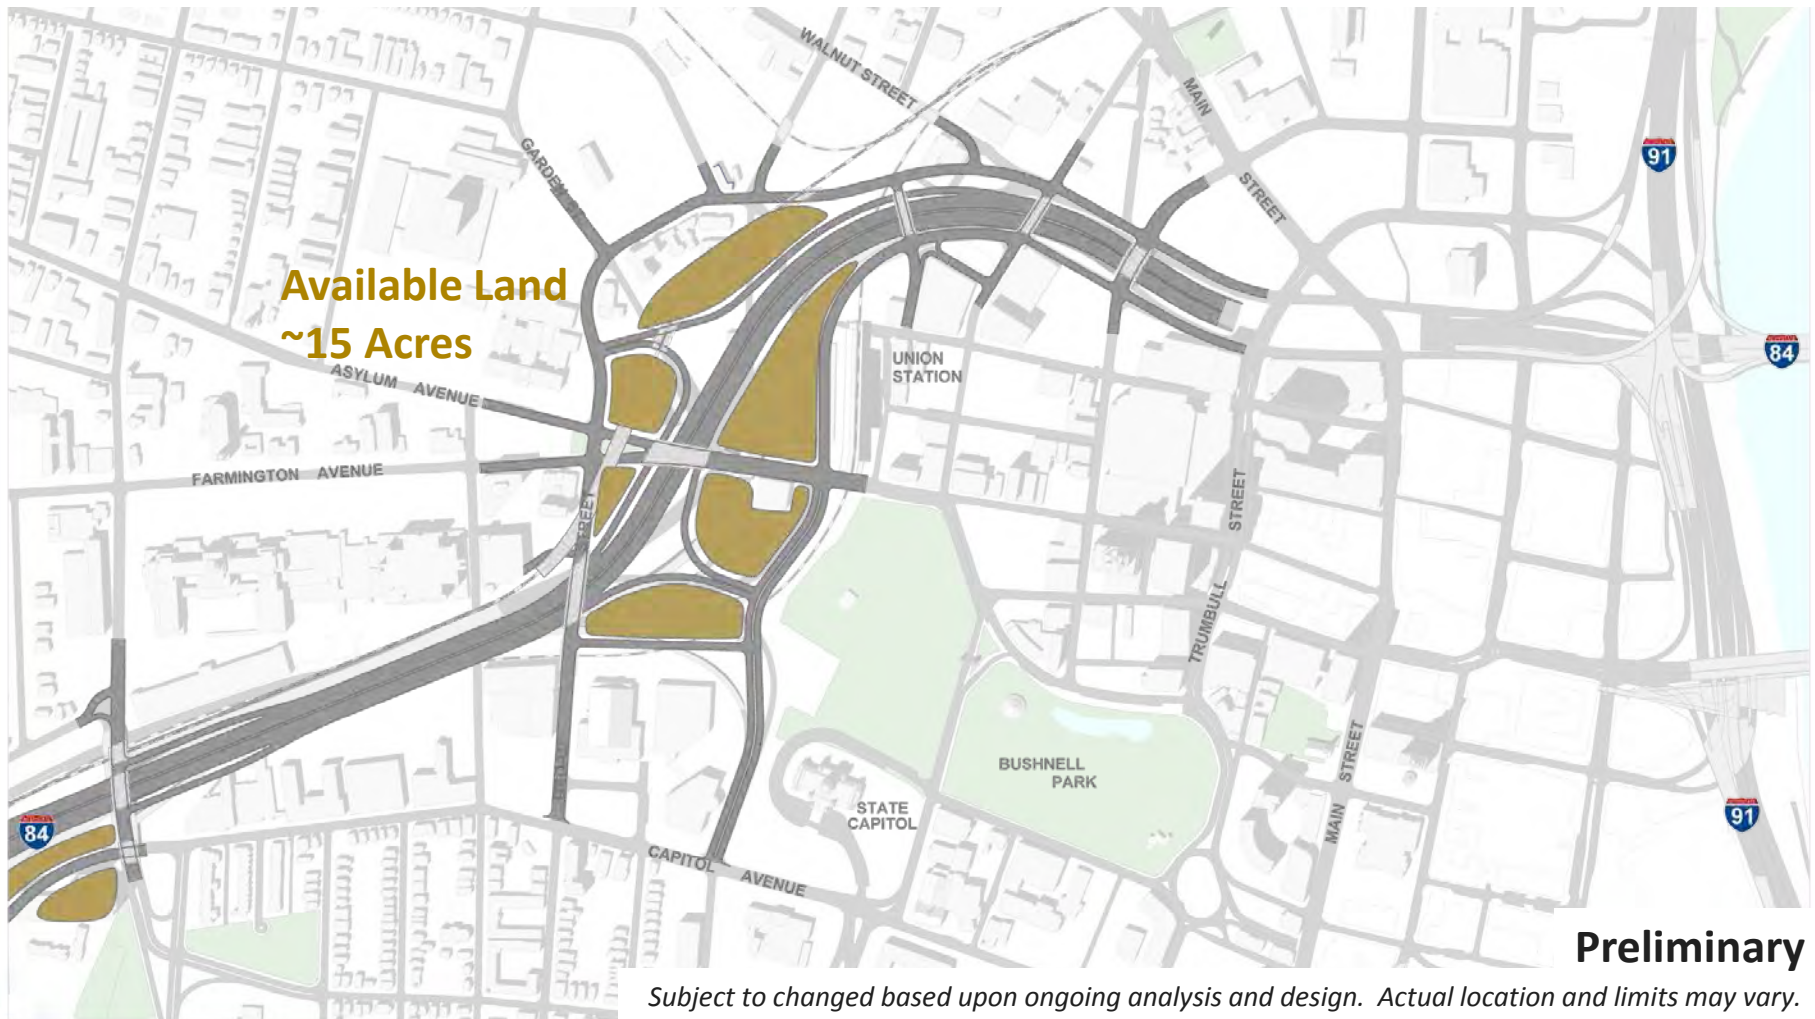 WALNUT STREET
MAIN
STREET
91
GARDEN ST
Available Land
~15 Acres
84
UNION
STATION
ASYLUM AVENUE
FARMINGTON AVENUE
STREET
STREET
TRUMBULL
BUSHNELL
PARK
STREET
MAIN
STATE
CAPITOL
84
91
CAPITOL AVENUE
Preliminary
Subject to changed based upon ongoing analysis and design. Actual location and limits may vary.